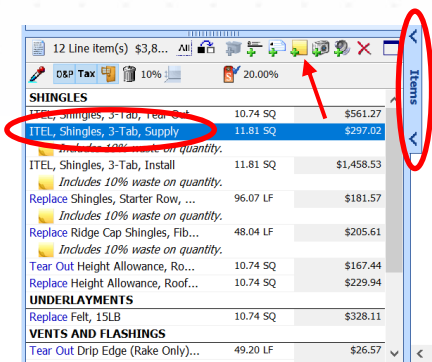 12 Line item(s) $3,8... All
O&P Tax 10% 20.00%
SHINGLES
ITEL, Shingles, 3-Tab, Tear Out 10.74 SQ $561.27
ITEL, Shingles, 3-Tab, Supply 11.81 SQ $297.02
Includes 10% waste on quantity.
ITEL, Shingles, 3-Tab, Install 11.81 SQ $1,458.53
Includes 10% waste on quantity.
Replace Shingles, Starter Row, ... 96.07 LF $181.57
Includes 10% waste on quantity.
Replace Ridge Cap Shingles, Fib... 48.04 LF $205.61
Includes 10% waste on quantity.
Tear Out Height Allowance, Ro... 10.74 SQ $167.44
Replace Height Allowance, Roof... 10.74 SQ $229.94
UNDERLAYMENTS
Replace Felt, 15LB 10.74 SQ $328.11
VENTS AND FLASHINGS
Tear Out Drip Edge (Rake Only)... 49.20 LF $26.57
Items